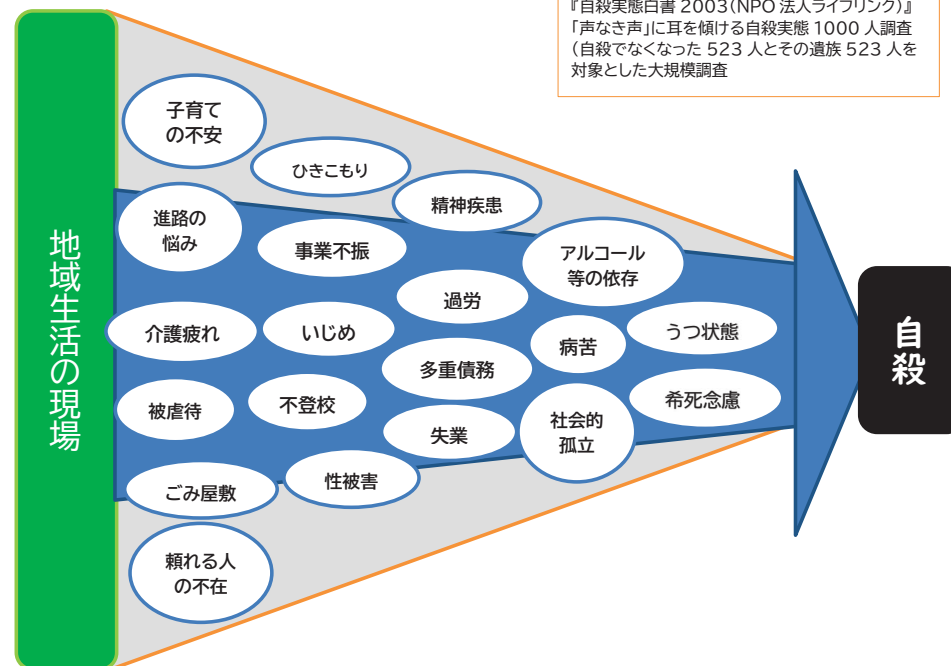 『自殺実態白書 2003(NPO 法人ライフリンク)』
「声なき声」に耳を傾ける自殺実態 1000 人調査
(自殺でなくなった 523 人とその遺族 523 人を
対象とした大規模調査
地域生活の現場
子育て
の不安
ひきこもり
精神疾患
進路の
悩み
事業不振
アルコール
等の依存
過労
介護疲れ
いじめ
病苦
うつ状態
多重債務
被虐待
不登校
希死念慮
失業
社会的
孤立
ごみ屋敷
性被害
頼れる人
の不在
自殺